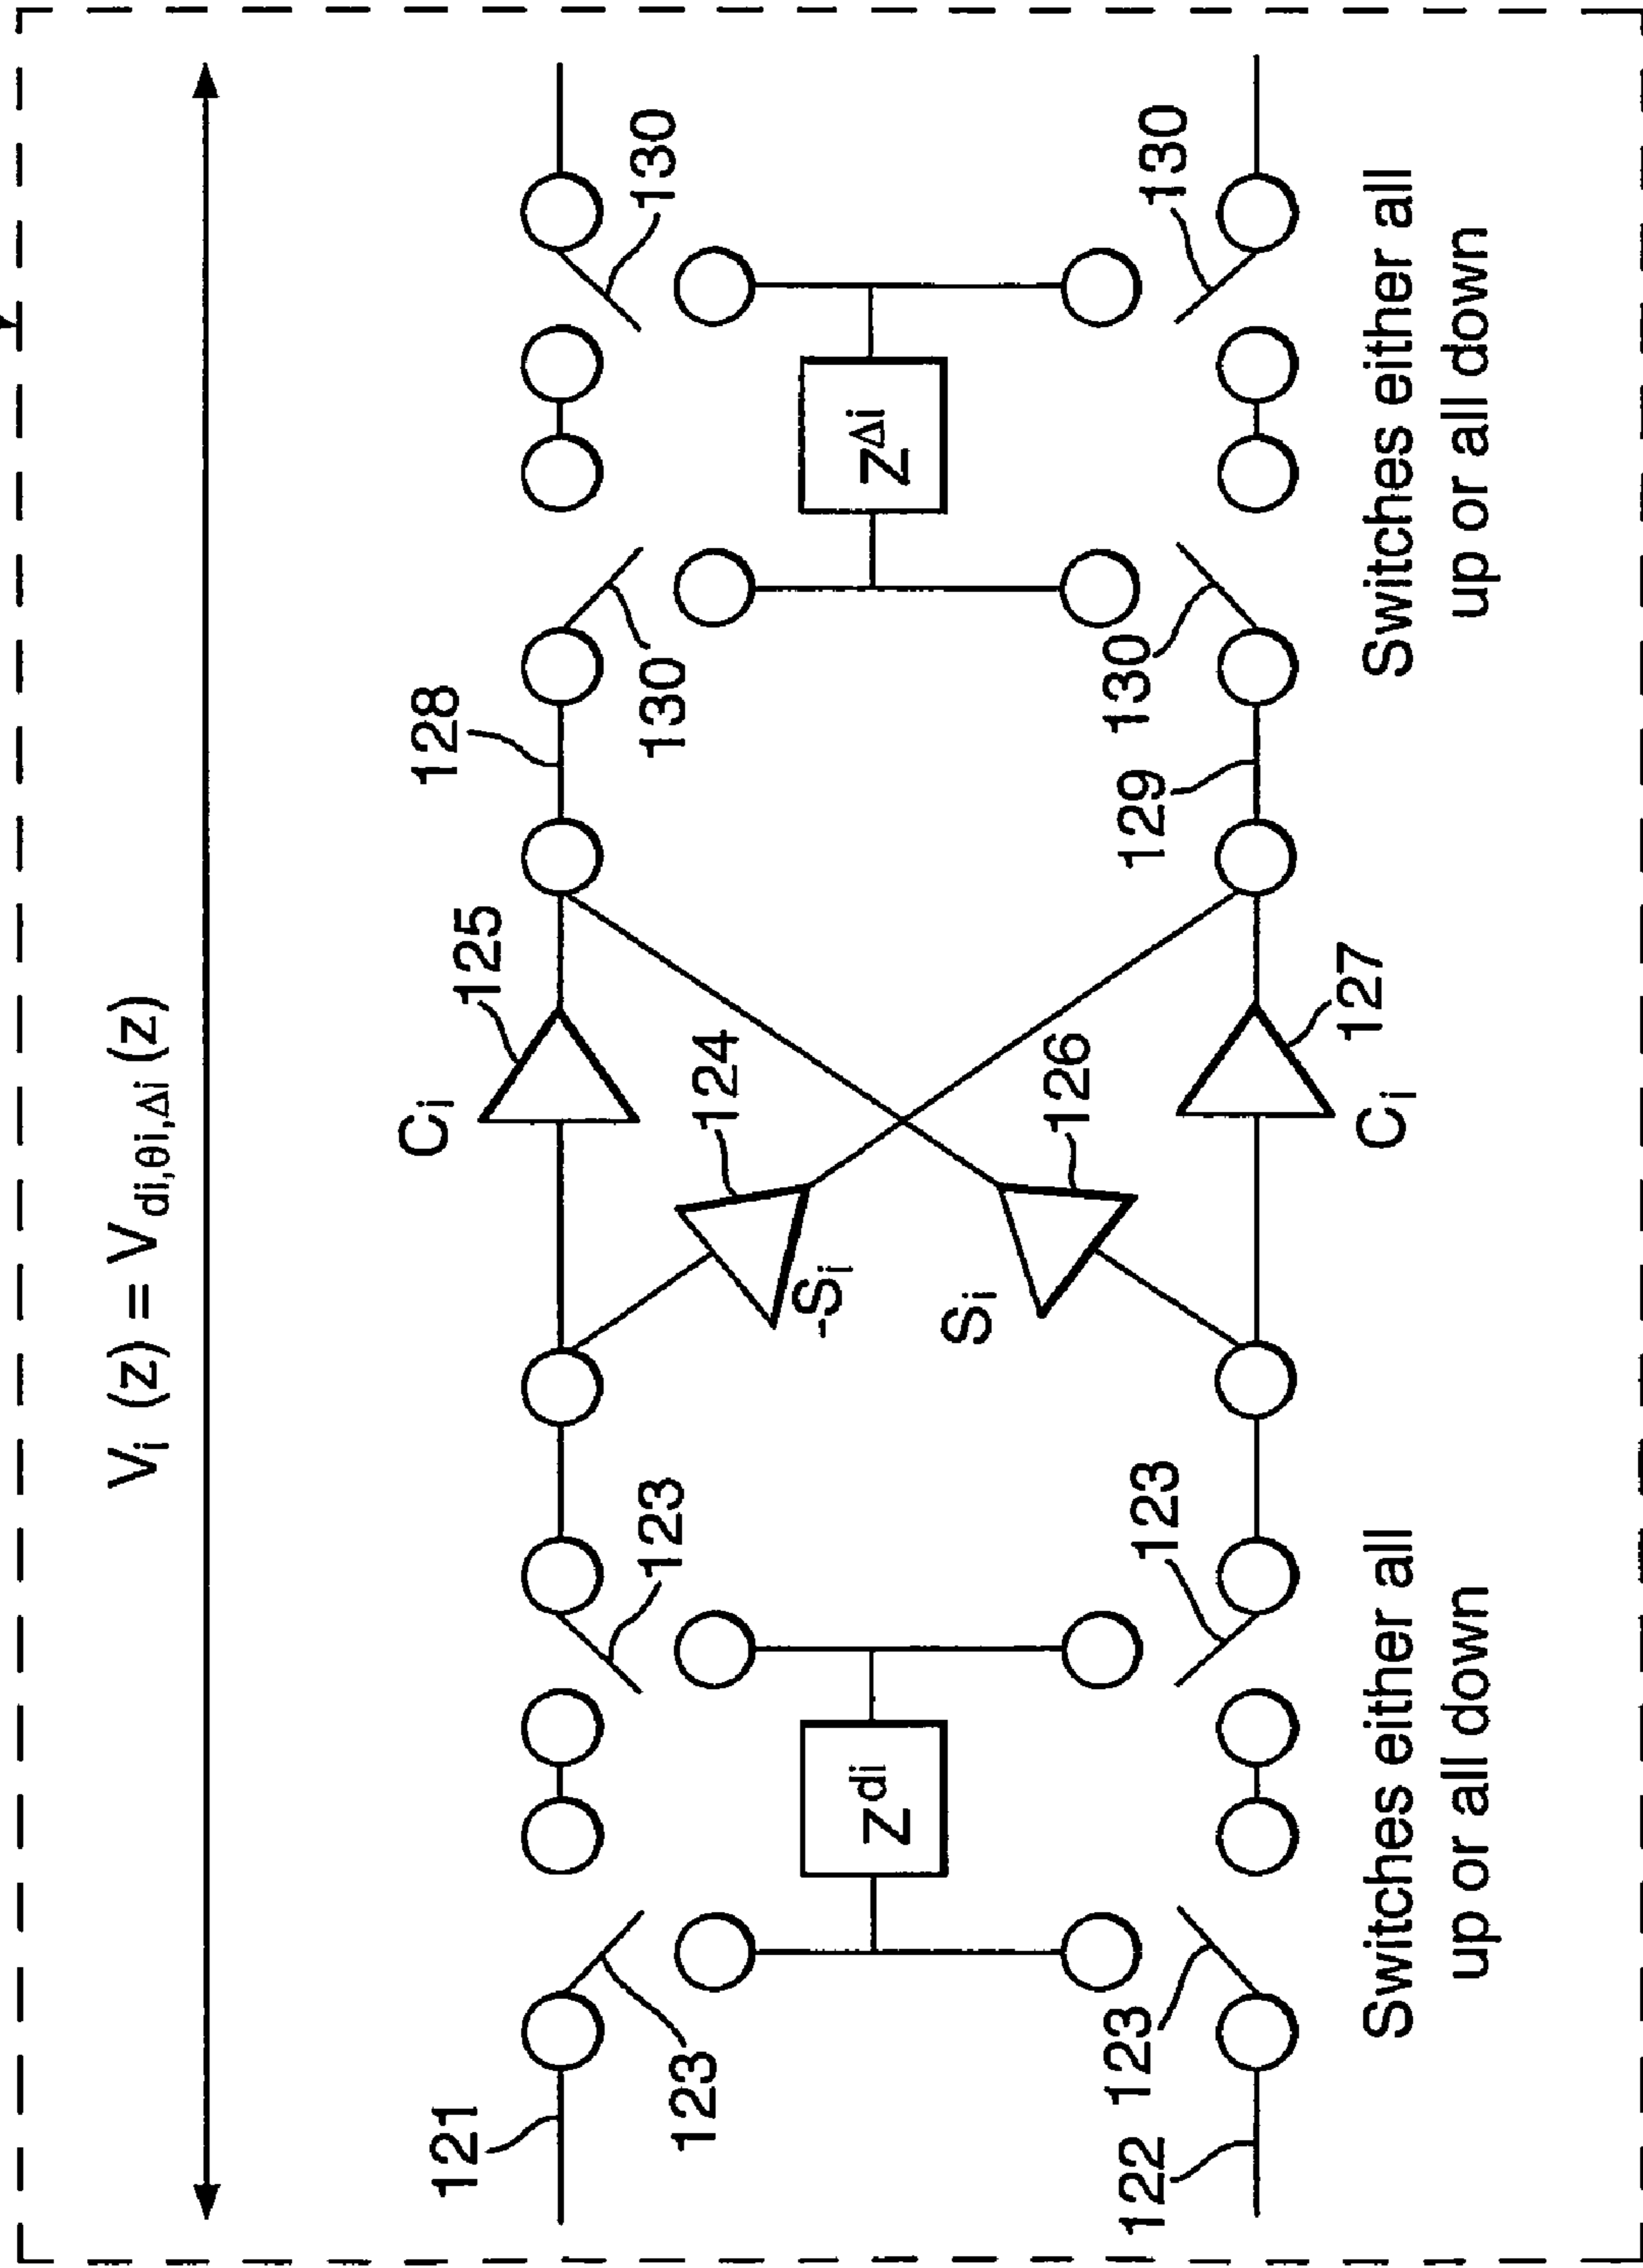 Vi (z) = Vdi,θi,Δi (z)
121
123
123
Ci
125
128
130
130
Zdi
-Si
124
Si
126
ZΔi
122
123
123
Ci
127
129
130
130
Switches either all
up or all down
Switches either all
up or all down